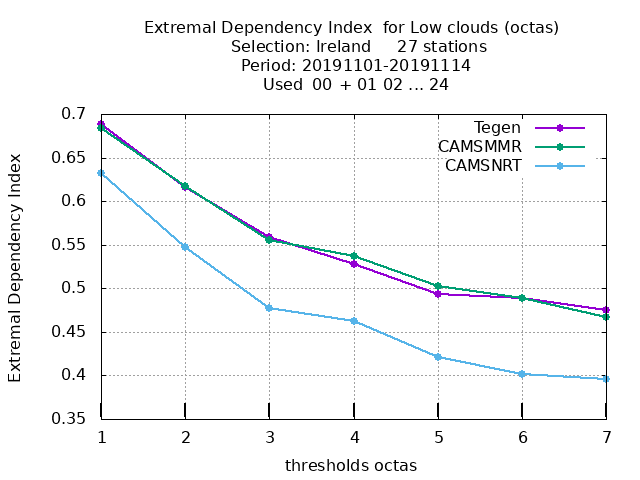 Extremal Dependency Index for Low clouds (octas)
Selection: Ireland 27 stations
Period: 20191101-20191114
Used 00 + 01 02 ... 24
Tegen
CAMSMMR
CAMSNRT
0.7
0.65
0.6
0.55
0.5
0.45
0.4
0.35
Extremal Dependency Index
1 2 3 4 5 6 7
thresholds octas